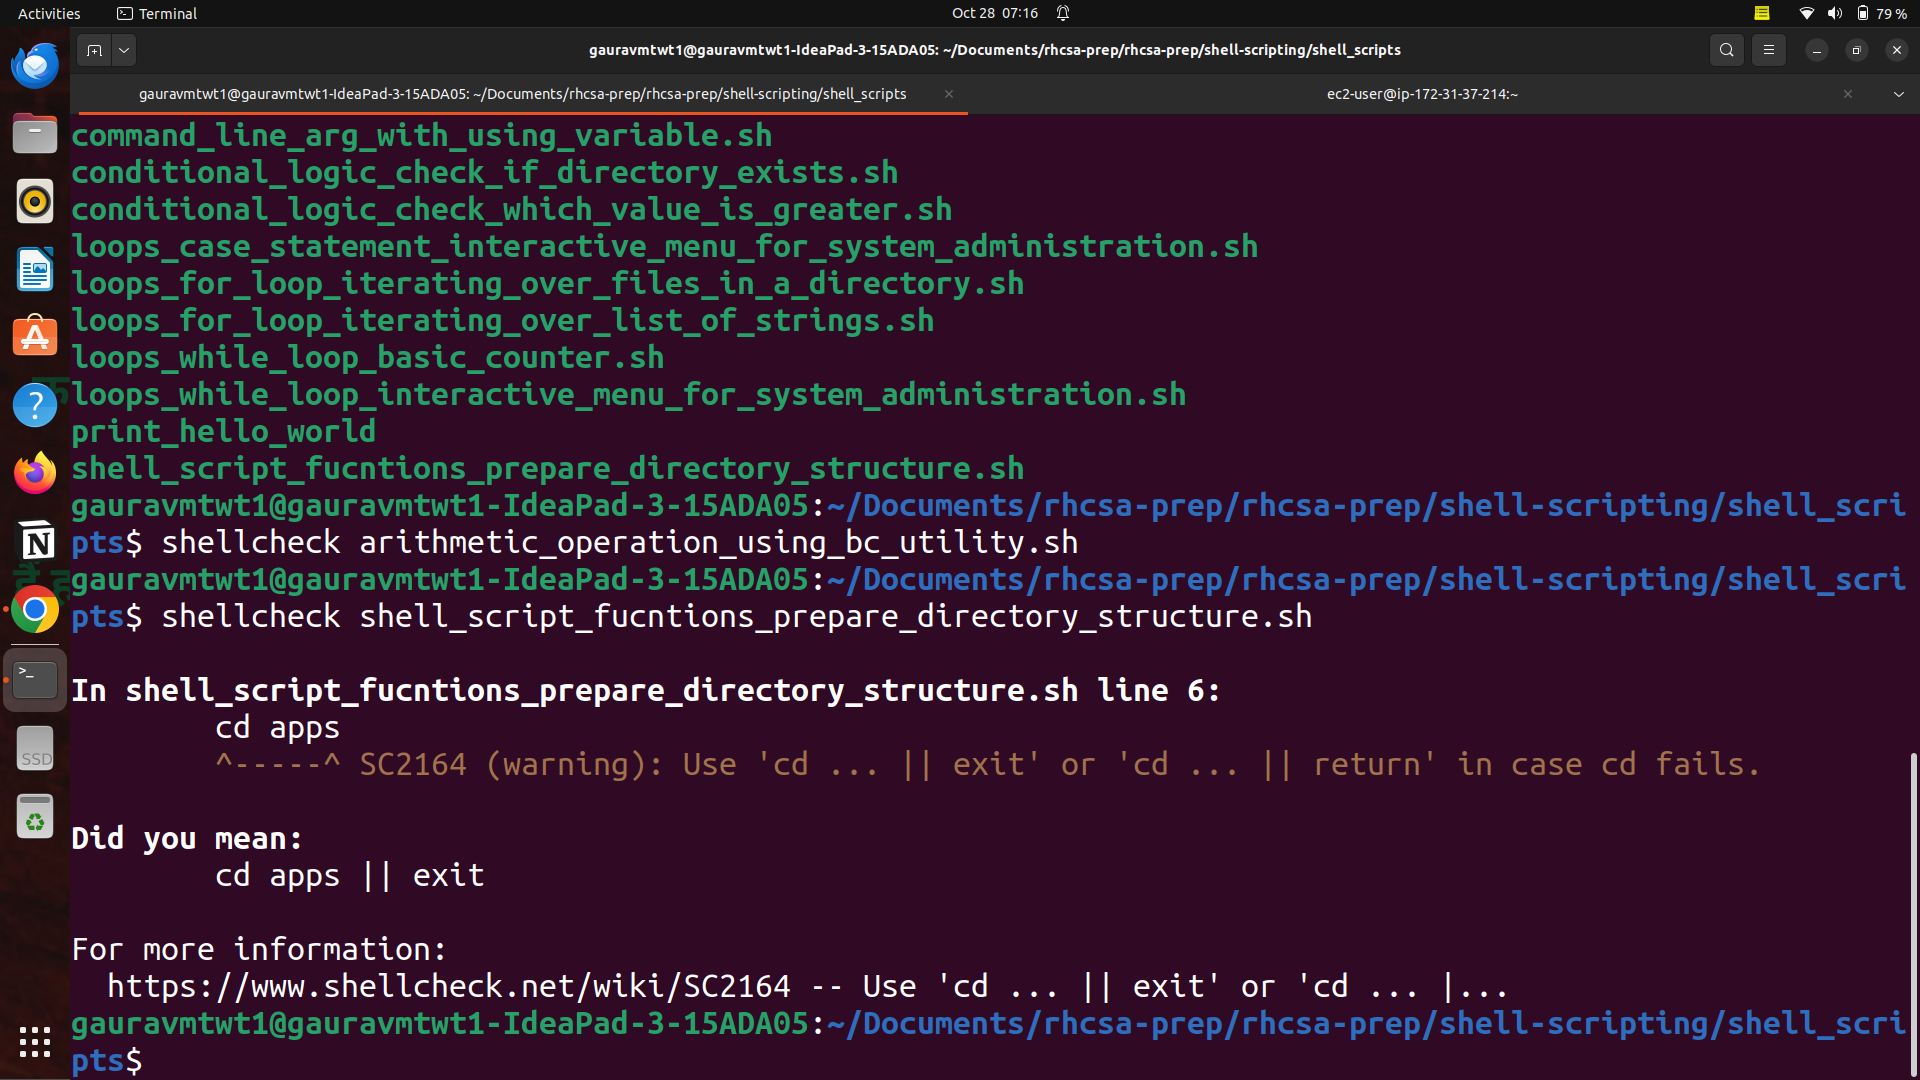 Activities Terminal Oct 28 07:16 79 %
gauravmtwt1@gauravmtwt1-IdeaPad-3-15ADA05: ~/Documents/rhcsa-prep/rhcsa-prep/shell-scripting/shell_scripts
gauravmtwt1@gauravmtwt1-IdeaPad-3-15ADA05: ~/Documents/rhcsa-prep/rhcsa-prep/shell-scripting/shell_scripts ec2-user@ip-172-31-37-214:~
command_line_arg_with_using_variable.sh
conditional_logic_check_if_directory_exists.sh
conditional_logic_check_which_value_is_greater.sh
loops_case_statement_interactive_menu_for_system_administration.sh
loops_for_loop_iterating_over_files_in_a_directory.sh
loops_for_loop_iterating_over_list_of_strings.sh
loops_while_loop_basic_counter.sh
loops_while_loop_interactive_menu_for_system_administration.sh
print_hello_world
shell_script_fucntions_prepare_directory_structure.sh
gauravmtwt1@gauravmtwt1-IdeaPad-3-15ADA05:~/Documents/rhcsa-prep/rhcsa-prep/shell-scripting/shell_scri
pts$ shellcheck arithmetic_operation_using_bc_utility.sh
gauravmtwt1@gauravmtwt1-IdeaPad-3-15ADA05:~/Documents/rhcsa-prep/rhcsa-prep/shell-scripting/shell_scri
pts$ shellcheck shell_script_fucntions_prepare_directory_structure.sh
In shell_script_fucntions_prepare_directory_structure.sh line 6:
cd apps
^-----^ SC2164 (warning): Use 'cd ... || exit' or 'cd ... || return' in case cd fails.
Did you mean:
cd apps || exit
For more information:
https://www.shellcheck.net/wiki/SC2164 -- Use 'cd ... || exit' or 'cd ... |...
gauravmtwt1@gauravmtwt1-IdeaPad-3-15ADA05:~/Documents/rhcsa-prep/rhcsa-prep/shell-scripting/shell_scri
pts$
SSD